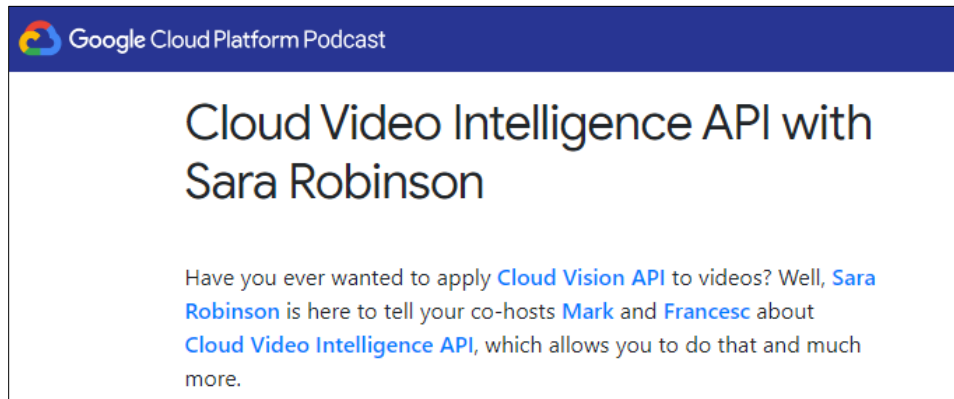 Google Cloud Platform Podcast
Cloud Video Intelligence API with
Sara Robinson
Have you ever wanted to apply Cloud Vision API to videos? Well, Sara
Robinson is here to tell your co-hosts Mark and Francesc about
Cloud Video Intelligence API, which allows you to do that and much
more.